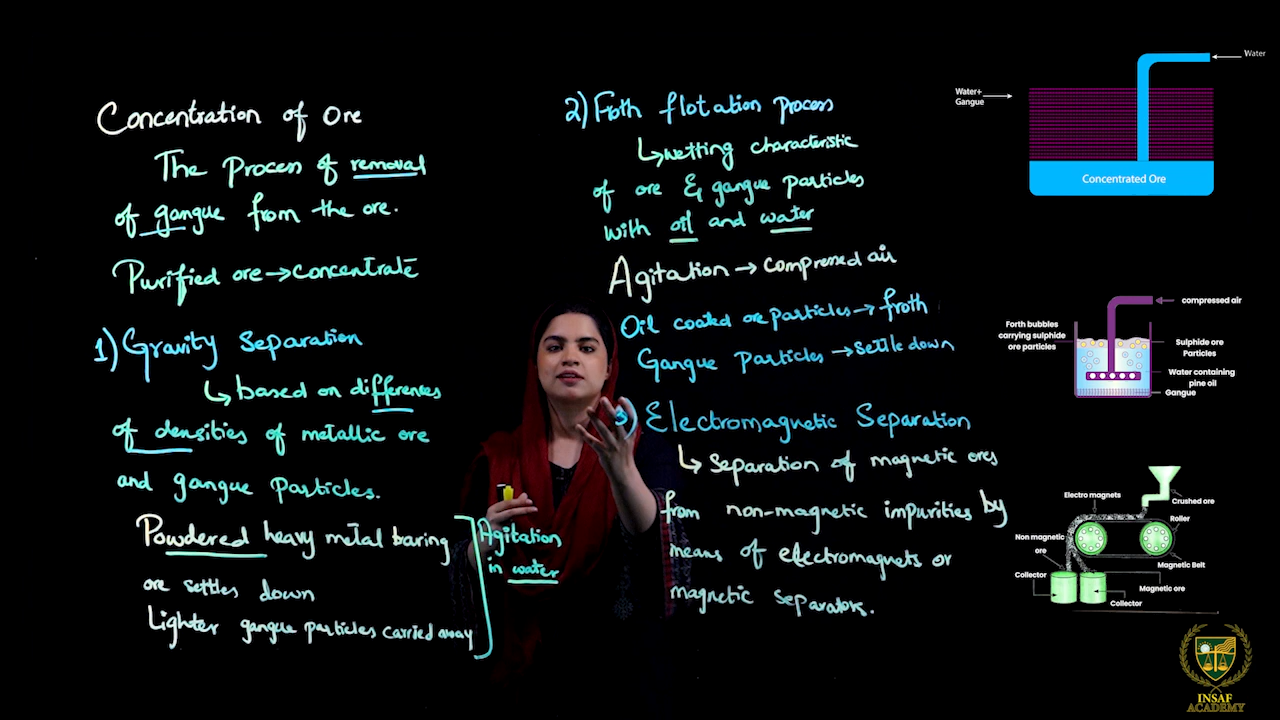 Concentration of Ore
The Process of removal
of gangue from the ore.
Purified ore → concentrate
1) Gravity Separation
↳ based on differences
of densities of metallic ore
and gangue particles.
Powdered heavy metal baring
ore settles down
Lighter gangue particles carried away
Agitation
in water
2) Froth flotation process
↳ wetting characteristic
of ore & gangue particles
with oil and water
Agitation → compressed air
Oil coated ore particles → froth
Gangue Particles → settle down
3) Electromagnetic Separation
↳ Separation of magnetic ores
from non-magnetic impurities by
means of electromagnets or
magnetic separators.
Water
Water+
Gangue
Concentrated Ore
compressed air
Forth bubbles
carrying sulphide
ore particles
Sulphide ore
Particles
Water containing
pine oil
Gangue
Electro magnets
Crushed ore
Roller
Non magnetic
ore
Magnetic Belt
Collector
Magnetic ore
Collector
INSAF
ACADEMY